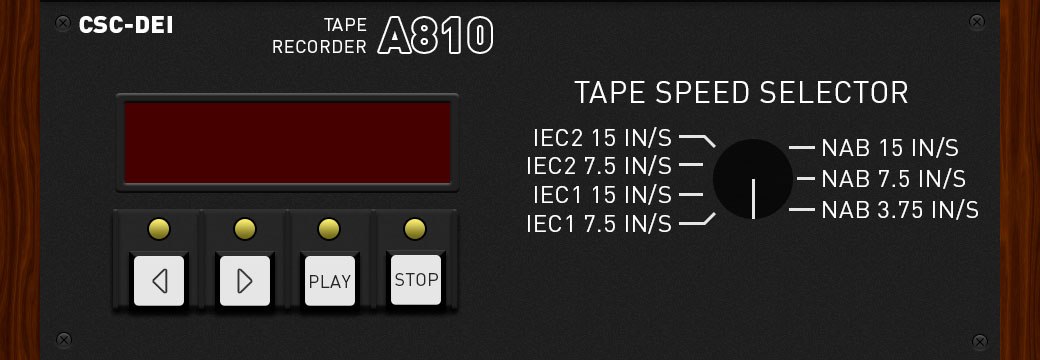 CSC-DEI
TAPE
RECORDER
A810
TAPE SPEED SELECTOR
IEC2 15 IN/S
IEC2 7.5 IN/S
IEC1 15 IN/S
IEC1 7.5 IN/S
NAB 15 IN/S
NAB 7.5 IN/S
NAB 3.75 IN/S
PLAY
STOP